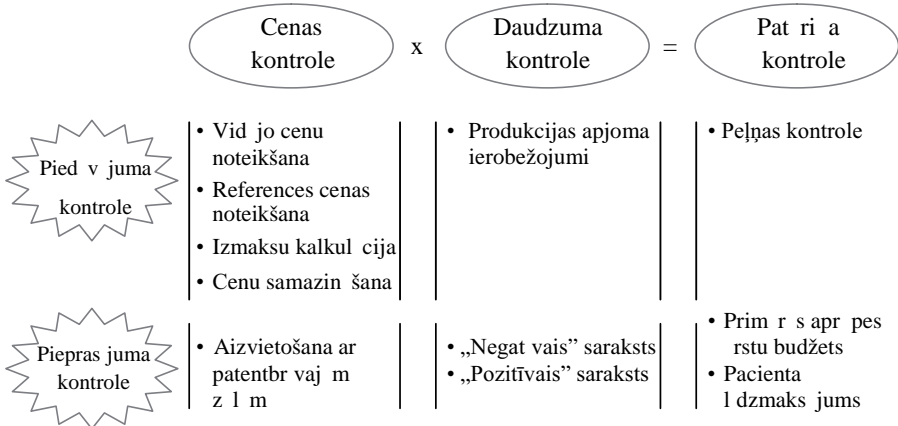 Cenas
kontrole
x
Daudzuma
kontrole
=
Pat ri a
kontrole
Pied v juma
kontrole
• Vid jo cenu
noteikšana
• References cenas
noteikšana
• Izmaksu kalkul cija
• Cenu samazin šana
• Produkcijas apjoma
ierobežojumi
• Peļņas kontrole
Piepras juma
kontrole
• Aizvietošana ar
patentbr vaj m
z l m
• „Negat vais” saraksts
• „Pozitīvais” saraksts
• Prim r s apr pes
rstu budžets
• Pacienta
l dzmaks jums